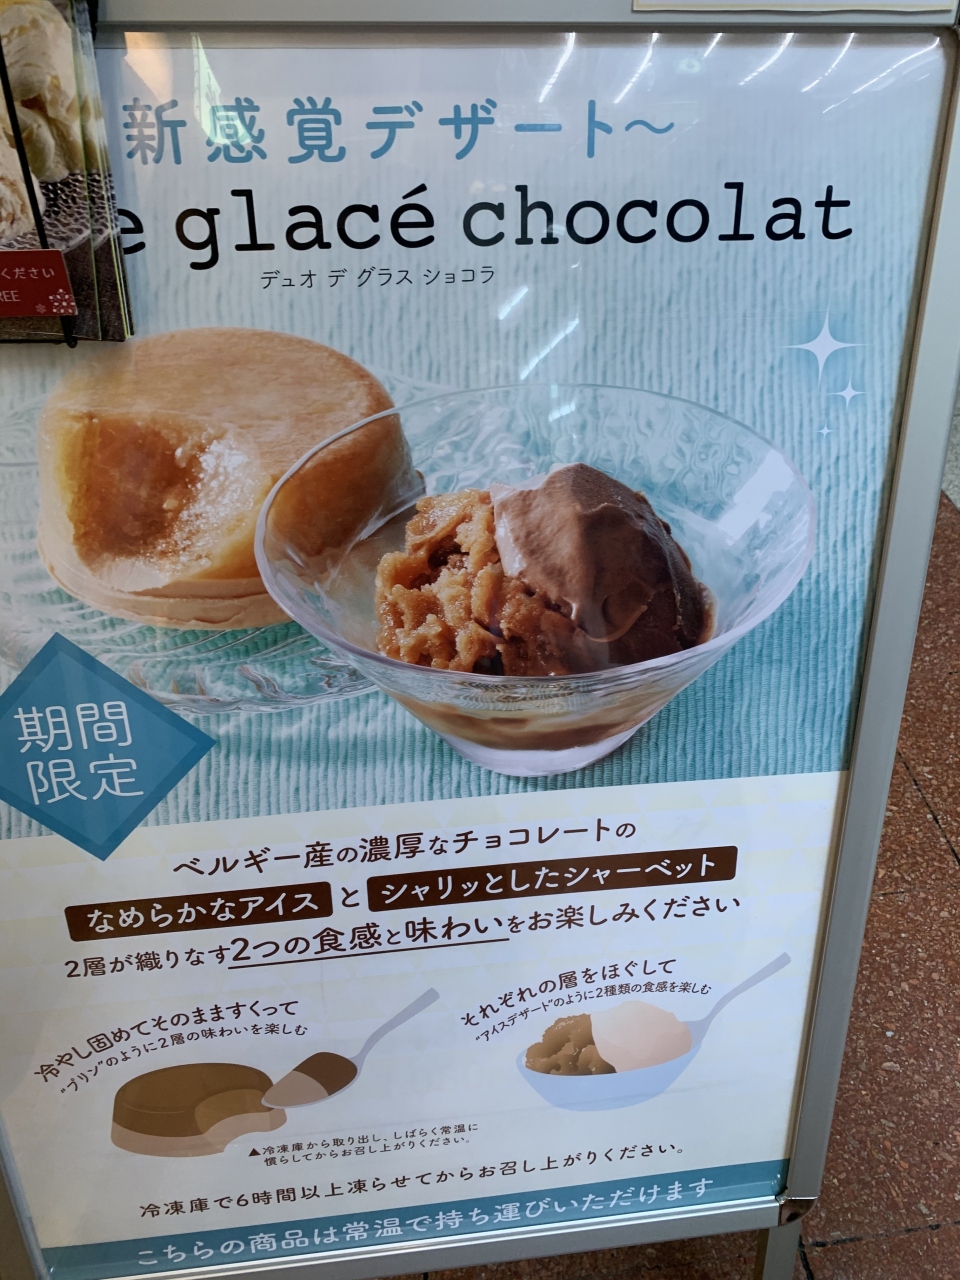 新感覚デザート〜
e glacé chocolat
デュオ デ グラス ショコラ
ください
REE
期間
限定
ベルギー産の濃厚なチョコレートの
なめらかなアイス と シャリッとしたシャーベット
2層が織りなす2つの食感と味わいをお楽しみください
冷やし固めてそのまますくって
"プリン"のように2層の味わいを楽しむ
それぞれの層をほぐして
"アイスデザート"のように2種類の食感を楽しむ
▲冷凍庫から取り出し、しばらく常温に
慣らしてからお召し上がりください。
冷凍庫で6時間以上凍らせてからお召し上がりください。
こちらの商品は常温で持ち運びいただけます